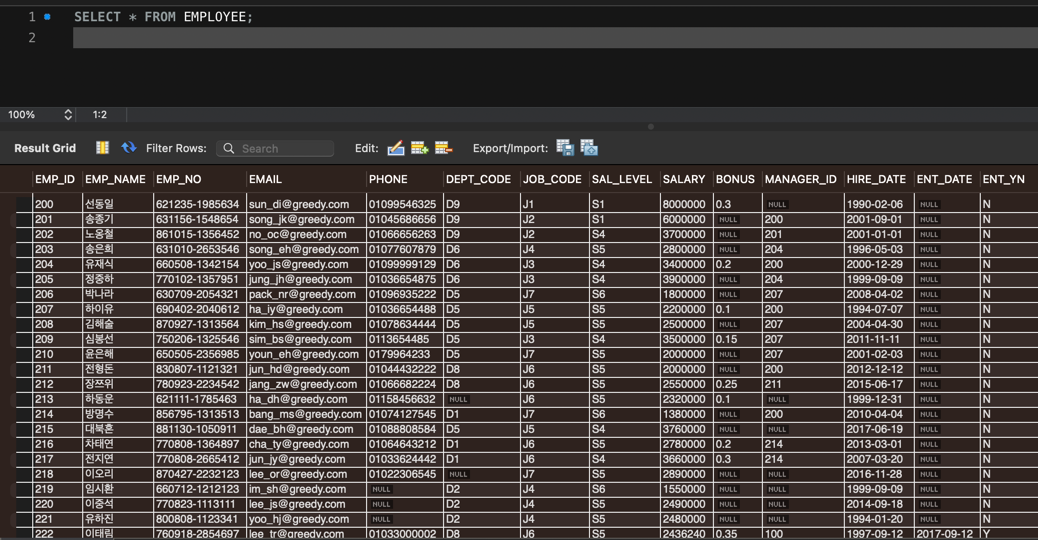 1 SELECT * FROM EMPLOYEE;
2
100% 1:2
Result Grid Filter Rows: Search Edit: Export/Import:
EMP_ID EMP_NAME EMP_NO EMAIL PHONE DEPT_CODE JOB_CODE SAL_LEVEL SALARY BONUS MANAGER_ID HIRE_DATE ENT_DATE ENT_YN
200 선동일 621235-1985634 sun_di@greedy.com 01099546325 D9 J1 S1 8000000 0.3 NULL 1990-02-06 NULL N
201 송종기 631156-1548654 song_jk@greedy.com 01045686656 D9 J2 S1 6000000 NULL 200 2001-09-01 NULL N
202 노옹철 861015-1356452 no_oc@greedy.com 01066656263 D9 J2 S4 3700000 NULL 201 2001-01-01 NULL N
203 송은희 631010-2653546 song_eh@greedy.com 01077607879 D6 J4 S5 2800000 NULL 204 1996-05-03 NULL N
204 유재식 660508-1342154 yoo_js@greedy.com 01099999129 D6 J3 S4 3400000 0.2 200 2000-12-29 NULL N
205 정중하 770102-1357951 jung_jh@greedy.com 01036654875 D6 J3 S4 3900000 NULL 204 1999-09-09 NULL N
206 박나라 630709-2054321 pack_nr@greedy.com 01096935222 D5 J7 S6 1800000 NULL 207 2008-04-02 NULL N
207 하이유 690402-2040612 ha_iy@greedy.com 01036654488 D5 J5 S5 2200000 0.1 200 1994-07-07 NULL N
208 김해술 870927-1313564 kim_hs@greedy.com 01078634444 D5 J5 S5 2500000 NULL 207 2004-04-30 NULL N
209 심봉선 750206-1325546 sim_bs@greedy.com 0113654485 D5 J3 S4 3500000 0.15 207 2011-11-11 NULL N
210 윤은해 650505-2356985 youn_eh@greedy.com 0179964233 D5 J7 S5 2000000 NULL 207 2001-02-03 NULL N
211 전형돈 830807-1121321 jun_hd@greedy.com 01044432222 D8 J6 S5 2000000 NULL 200 2012-12-12 NULL N
212 장쯔위 780923-2234542 jang_zw@greedy.com 01066682224 D8 J6 S5 2550000 0.25 211 2015-06-17 NULL N
213 하동운 621111-1785463 ha_dh@greedy.com 01158456632 NULL J6 S5 2320000 0.1 NULL 1999-12-31 NULL N
214 방명수 856795-1313513 bang_ms@greedy.com 01074127545 D1 J7 S6 1380000 NULL 200 2010-04-04 NULL N
215 대북혼 881130-1050911 dae_bh@greedy.com 01088808584 D5 J5 S4 3760000 NULL NULL 2017-06-19 NULL N
216 차태연 770808-1364897 cha_ty@greedy.com 01064643212 D1 J6 S5 2780000 0.2 214 2013-03-01 NULL N
217 전지연 770808-2665412 jun_jy@greedy.com 01033624442 D1 J6 S4 3660000 0.3 214 2007-03-20 NULL N
218 이오리 870427-2232123 lee_or@greedy.com 01022306545 NULL J7 S5 2890000 NULL NULL 2016-11-28 NULL N
219 임시환 660712-1212123 im_sh@greedy.com NULL D2 J4 S6 1550000 NULL NULL 1999-09-09 NULL N
220 이중석 770823-1113111 lee_js@greedy.com NULL D2 J4 S5 2490000 NULL NULL 2014-09-18 NULL N
221 유하진 800808-1123341 yoo_hj@greedy.com NULL D2 J4 S5 2480000 NULL NULL 1994-01-20 NULL N
222 이태림 760918-2854697 lee_tr@greedy.com 01033000002 D8 J6 S5 2436240 0.35 100 1997-09-12 2017-09-12 Y